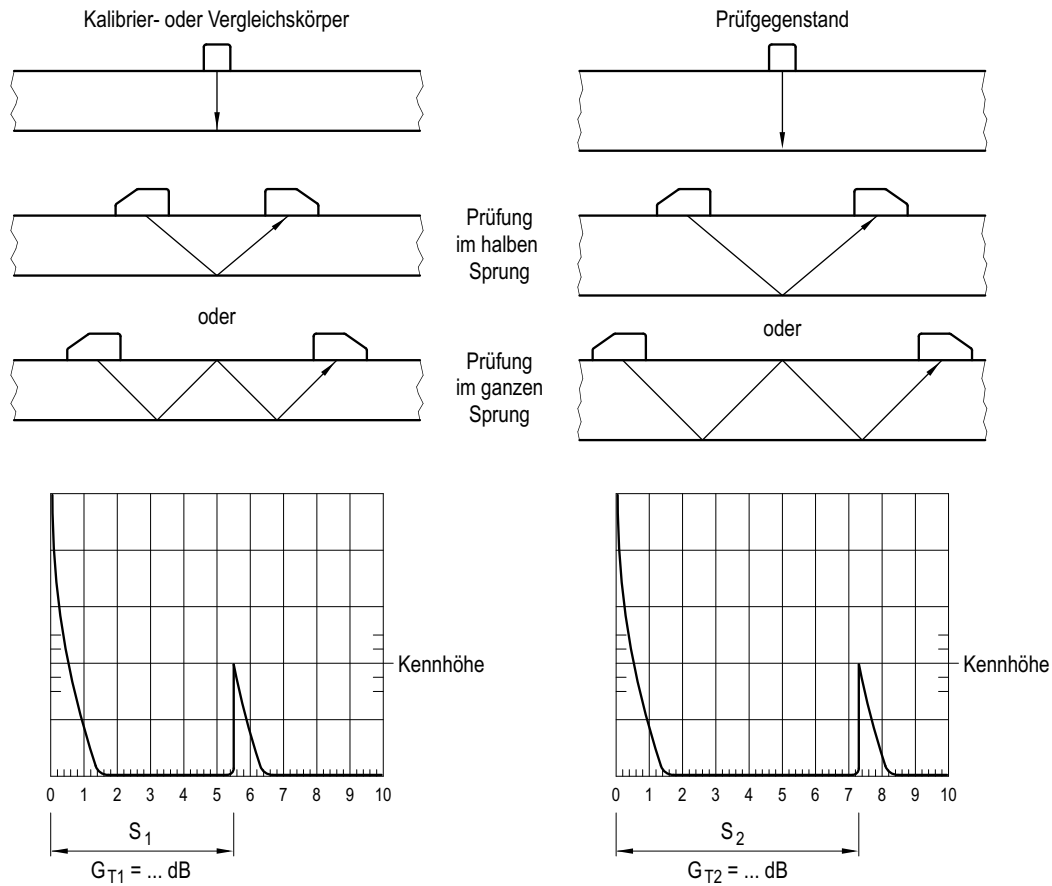 Kalibrier- oder Vergleichskörper
Prüfgegenstand
Prüfung
im halben
Sprung
oder
oder
Prüfung
im ganzen
Sprung
Kennhöhe
Kennhöhe
0 1 2 3 4 5 6 7 8 9 10
0 1 2 3 4 5 6 7 8 9 10
S1
S2
GT1 = ... dB
GT2 = ... dB